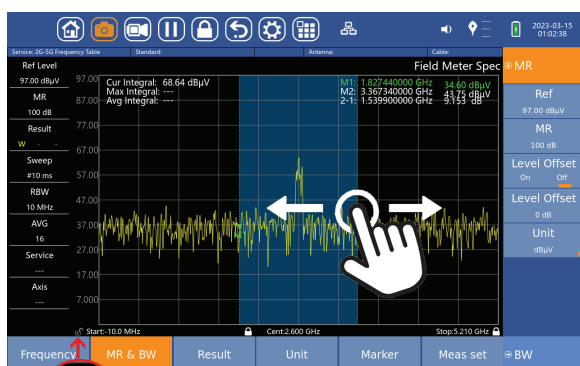 2023-03-15
01:02:38
Service: 2G-5G Frequency Table
Standard:
Antenna:
Cable:
Ref Level
97.00 dBμV
MR
100 dB
Result
W - -
Sweep
#10 ms
RBW
10 MHz
AVG
16
Service
---
Axis
---
Field Meter Spec
97.00
87.00
77.00
67.00
57.00
47.00
37.00
27.00
17.00
7.000
Cur Integral: 68.64 dBμV
Max Integral: ---
Avg Integral: ---
M1: 1.827440000 GHz 34.60 dBμV
M2: 3.367340000 GHz 43.75 dBμV
2-1: 1.539900000 GHz 9.153 dB
Start:-10.0 MHz
Cent:2.600 GHz
Stop:5.210 GHz
MR
Ref
97.00 dBμV
MR
100 dB
Level Offset
On Off
Level Offset
0 dB
Unit
dBμV
BW
Frequency
MR & BW
Result
Unit
Marker
Meas set